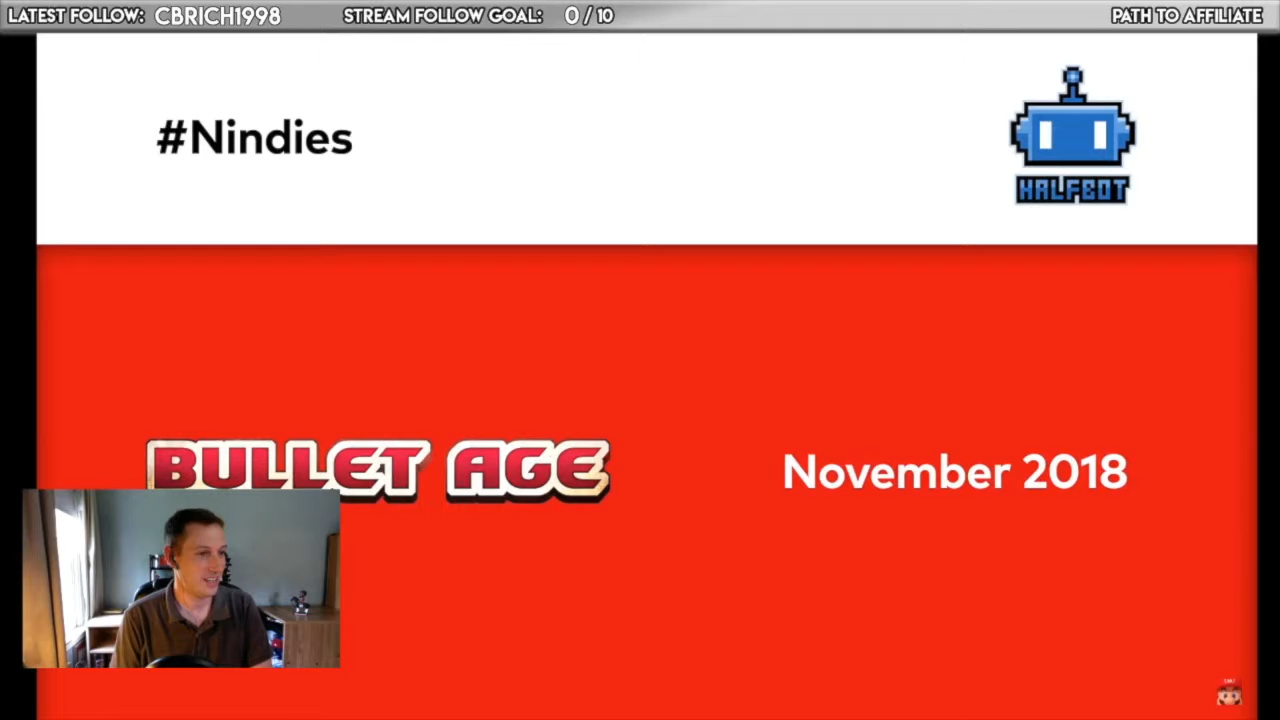 LATEST FOLLOW: CBRICH1998 STREAM FOLLOW GOAL: 0 / 10 PATH TO AFFILIATE
#Nindies
HALFBOT
BULLET AGE
November 2018